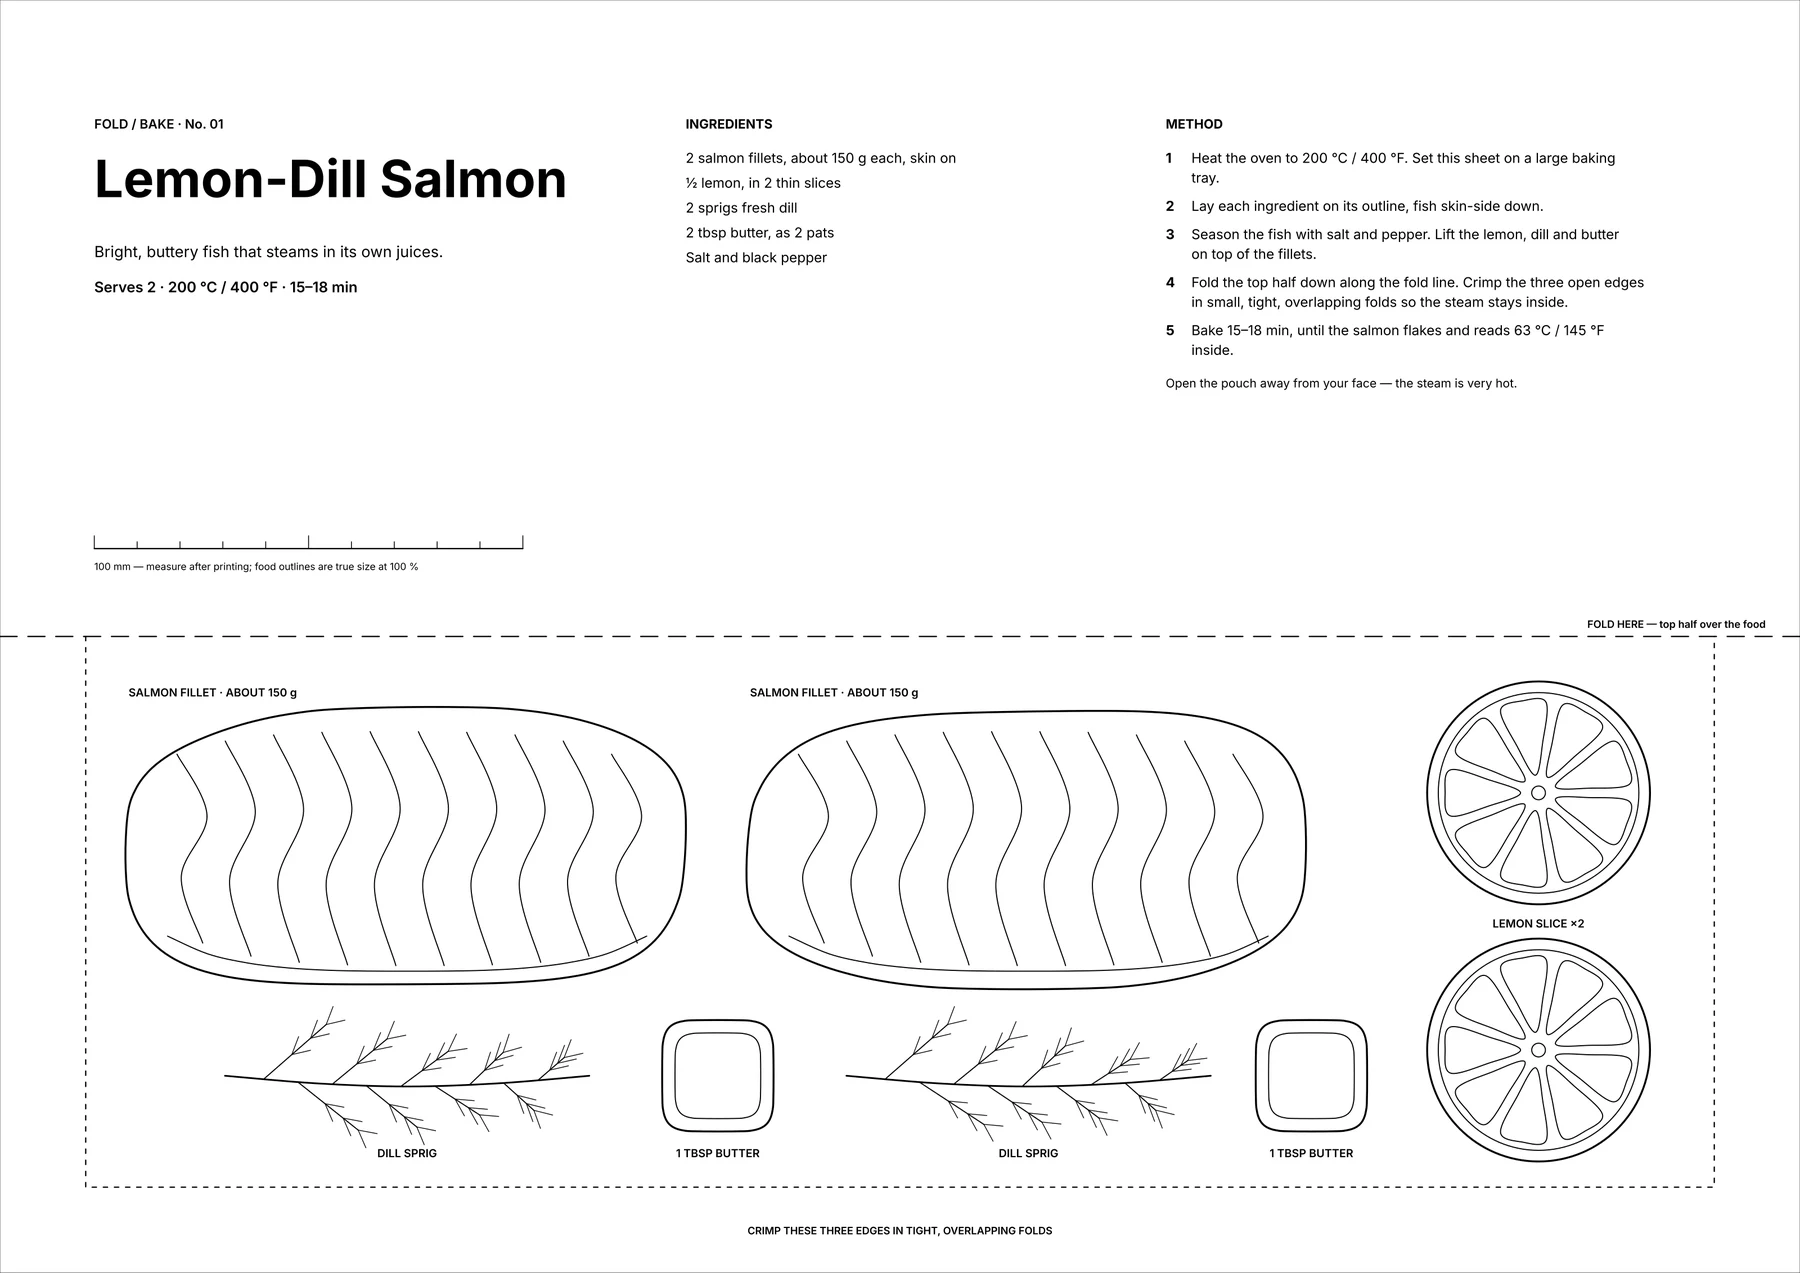 FOLD / BAKE · No. 01
Lemon-Dill Salmon
Bright, buttery fish that steams in its own juices.
Serves 2 · 200 °C / 400 °F · 15–18 min
INGREDIENTS
2 salmon fillets, about 150 g each, skin on
½ lemon, in 2 thin slices
2 sprigs fresh dill
2 tbsp butter, as 2 pats
Salt and black pepper
METHOD
1 Heat the oven to 200 °C / 400 °F. Set this sheet on a large baking
tray.
2 Lay each ingredient on its outline, fish skin-side down.
3 Season the fish with salt and pepper. Lift the lemon, dill and butter
on top of the fillets.
4 Fold the top half down along the fold line. Crimp the three open edges
in small, tight, overlapping folds so the steam stays inside.
5 Bake 15–18 min, until the salmon flakes and reads 63 °C / 145 °F
inside.
Open the pouch away from your face — the steam is very hot.
100 mm — measure after printing; food outlines are true size at 100 %
FOLD HERE — top half over the food
SALMON FILLET · ABOUT 150 g
SALMON FILLET · ABOUT 150 g
LEMON SLICE ×2
DILL SPRIG
1 TBSP BUTTER
DILL SPRIG
1 TBSP BUTTER
CRIMP THESE THREE EDGES IN TIGHT, OVERLAPPING FOLDS